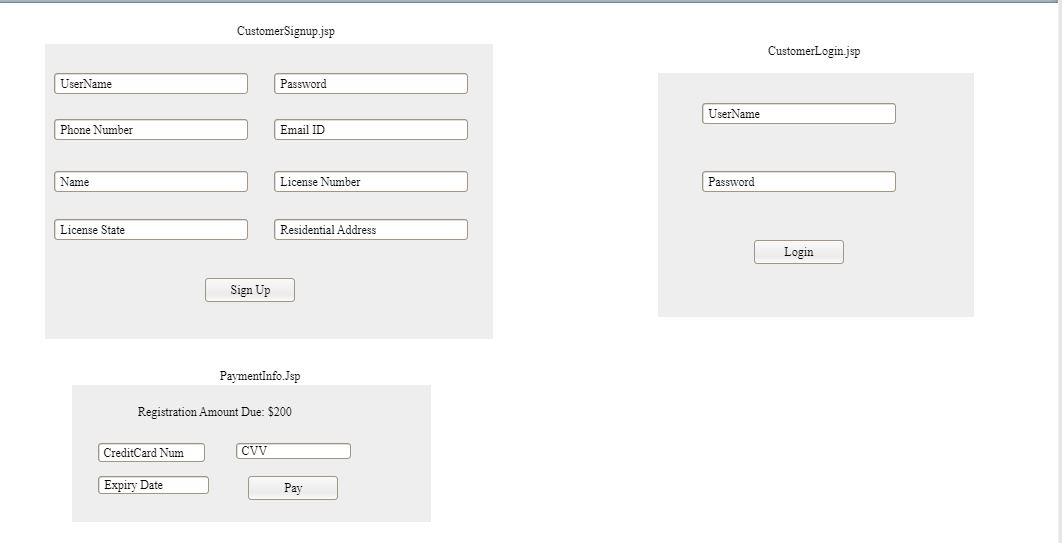 CustomerSignup.jsp
UserName
Password
Phone Number
Email ID
Name
License Number
License State
Residential Address
Sign Up
CustomerLogin.jsp
UserName
Password
Login
PaymentInfo.Jsp
Registration Amount Due: $200
CreditCard Num
CVV
Expiry Date
Pay